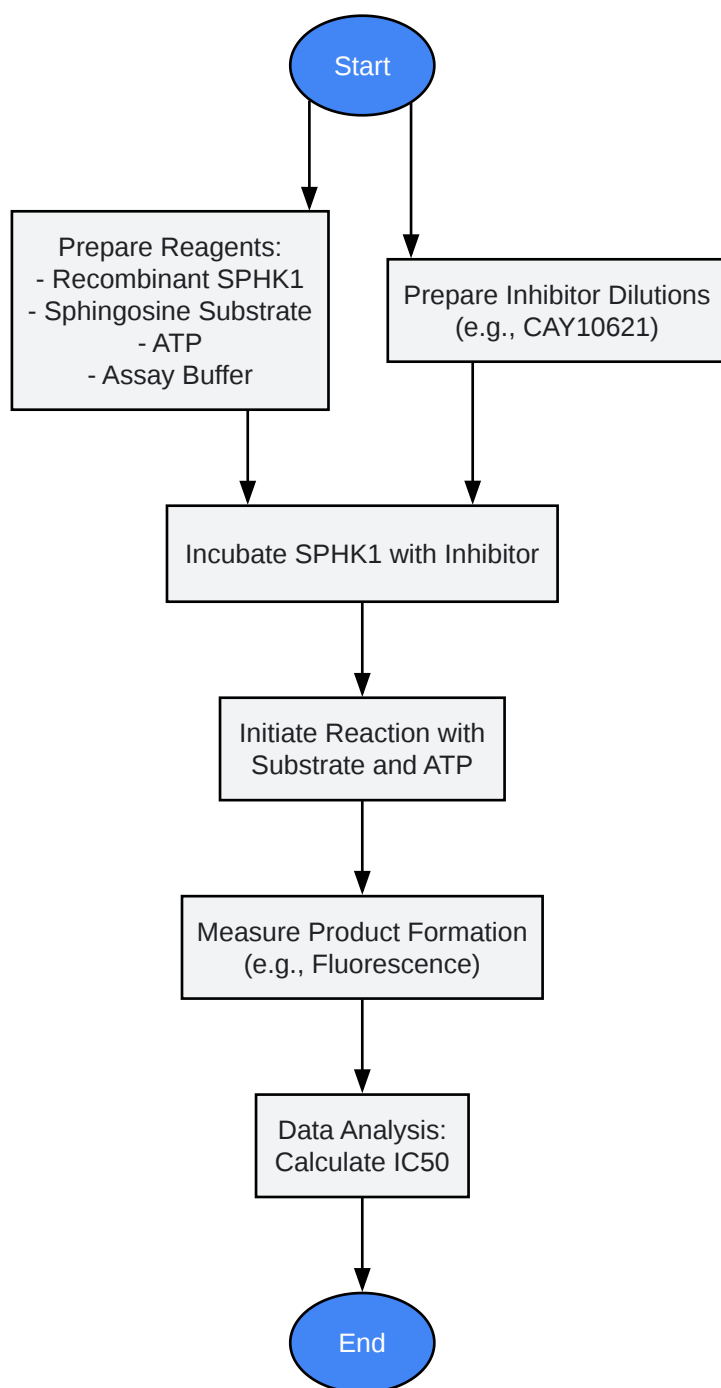 Start
Prepare Reagents:
- Recombinant SPHK1
- Sphingosine Substrate
- ATP
- Assay Buffer
Prepare Inhibitor Dilutions
(e.g., CAY10621)
Incubate SPHK1 with Inhibitor
Initiate Reaction with
Substrate and ATP
Measure Product Formation
(e.g., Fluorescence)
Data Analysis:
Calculate IC50
End